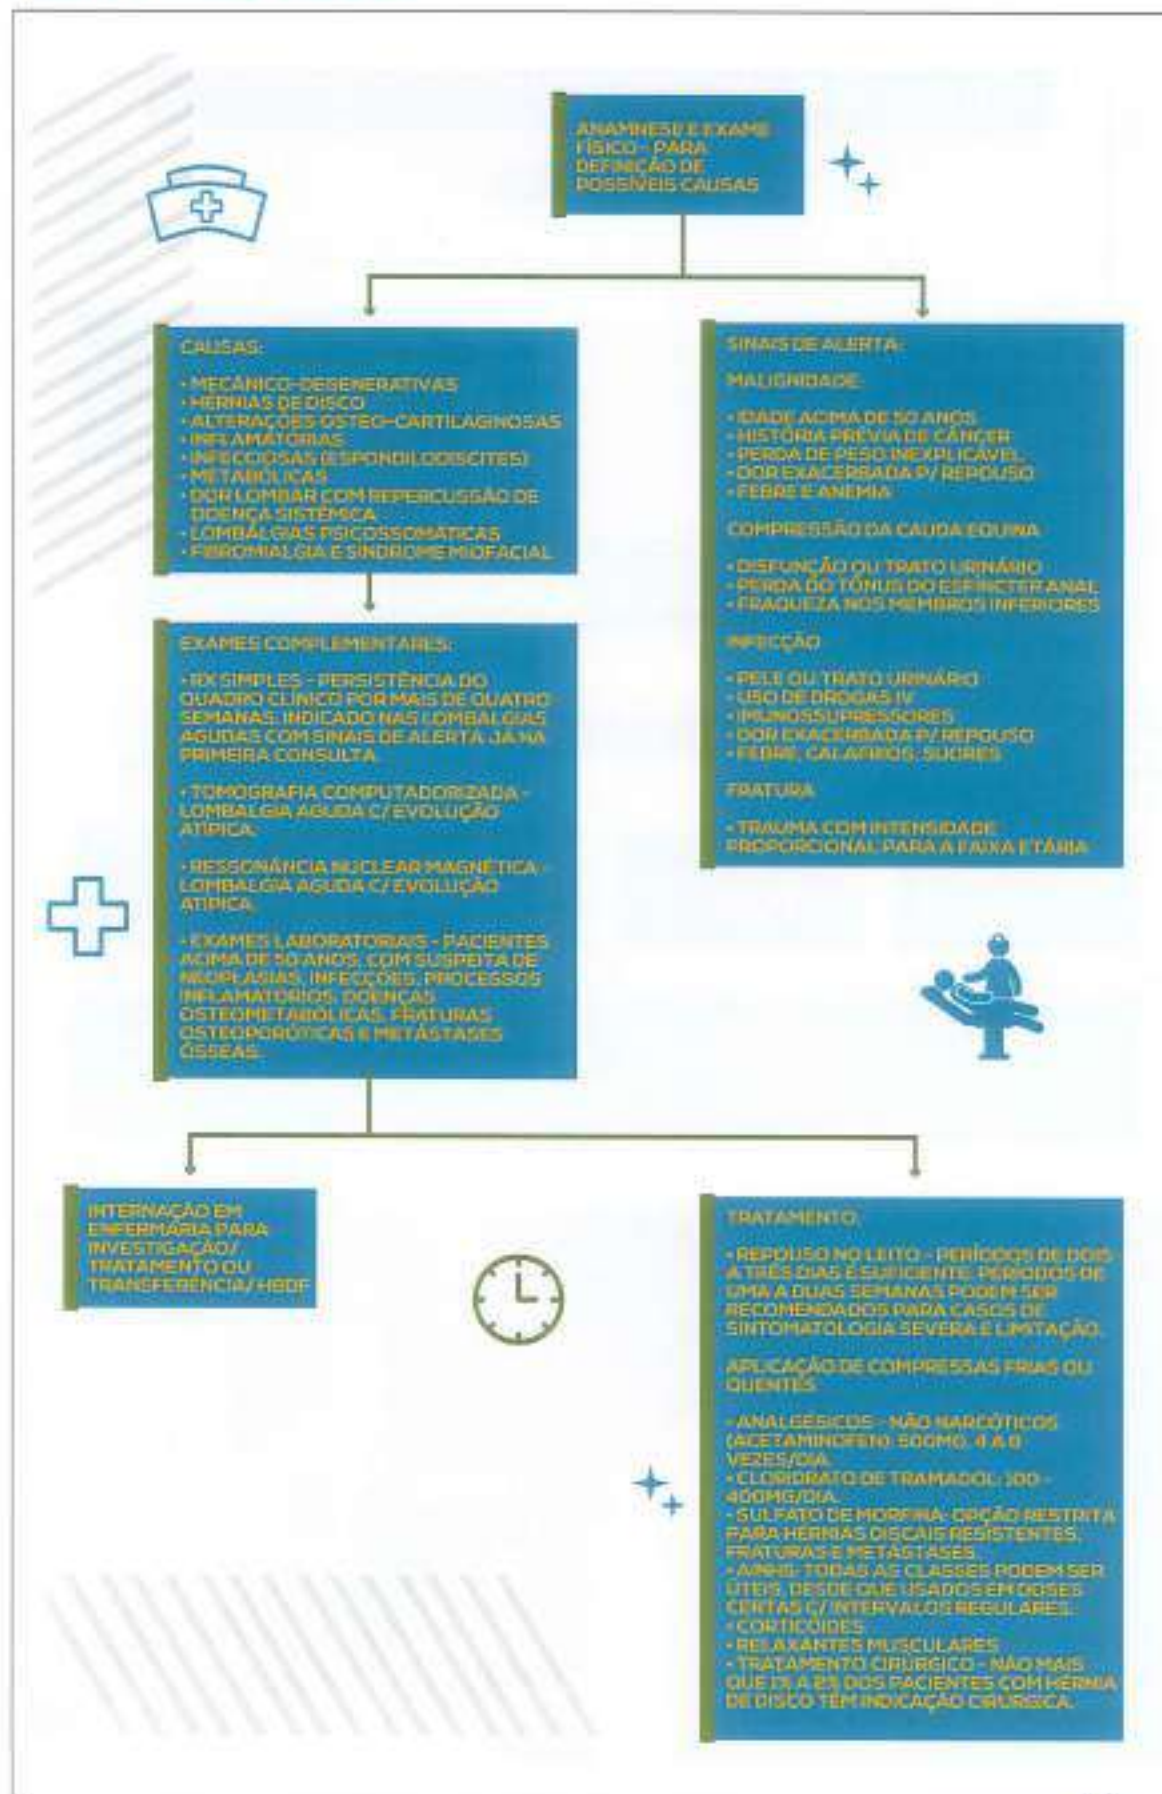 ANAMNESE E EXAME
FÍSICO - PARA
DEFINIÇÃO DE
POSSÍVEIS CAUSAS
CAUSAS:
• MECÂNICO-DEGENERATIVAS
• HÉRNIAS DE DISCO
• ALTERAÇÕES OSTEO-CARTILAGINOSAS
• INFLAMATÓRIAS
• INFECCIOSAS (ESPONDILODISCITES)
• METABÓLICAS
• DOR LOMBAR COM REPERCUSSÃO DE
DOENÇA SISTÊMICA
• LOMBALGIAS PSICOSSOMÁTICAS
• FIBROMIALGIA E SÍNDROME MIOFACIAL
SINAIS DE ALERTA:
MALIGNIDADE:
• IDADE ACIMA DE 50 ANOS
• HISTÓRIA PRÉVIA DE CÂNCER
• PERDA DE PESO INEXPLICÁVEL
• DOR EXACERBADA P/ REPOUSO
• FEBRE E ANEMIA
COMPRESSÃO DA CAUDA EQUINA
• DISFUNÇÃO OU TRATO URINÁRIO
• PERDA DO TÔNUS DO ESFÍNCTER ANAL
• FRAQUEZA NOS MEMBROS INFERIORES
INFECÇÃO
• PELE OU TRATO URINÁRIO
• USO DE DROGAS IV
• IMUNOSSUPRESSORES
• DOR EXACERBADA P/ REPOUSO
• FEBRE, CALAFRIOS, SUORES
FRATURA
• TRAUMA COM INTENSIDADE
PROPORCIONAL PARA A FAIXA ETÁRIA
EXAMES COMPLEMENTARES:
• RX SIMPLES - PERSISTÊNCIA DO
QUADRO CLÍNICO POR MAIS DE QUATRO
SEMANAS. INDICADO NAS LOMBALGIAS
AGUDAS COM SINAIS DE ALERTA JÁ NA
PRIMEIRA CONSULTA.
• TOMOGRAFIA COMPUTADORIZADA -
LOMBALGIA AGUDA C/ EVOLUÇÃO
ATÍPICA.
• RESSONÂNCIA NUCLEAR MAGNÉTICA -
LOMBALGIA AGUDA C/ EVOLUÇÃO
ATÍPICA.
• EXAMES LABORATORIAIS - PACIENTES
ACIMA DE 50 ANOS, COM SUSPEITA DE
NEOPLASIAS, INFECÇÕES, PROCESSOS
INFLAMATÓRIOS, DOENÇAS
OSTEOMETABÓLICAS, FRATURAS
OSTEOPORÓTICAS E METÁSTASES
ÓSSEAS.
INTERNAÇÃO EM
ENFERMÁRIA PARA
INVESTIGAÇÃO/
TRATAMENTO OU
TRANSFERÊNCIA/ HBDF
TRATAMENTO:
• REPOUSO NO LEITO - PERÍODOS DE DOIS
A TRÊS DIAS É SUFICIENTE. PERÍODOS DE
UMA A DUAS SEMANAS PODEM SER
RECOMENDADOS PARA CASOS DE
SINTOMATOLOGIA SEVERA E LIMITAÇÃO.
APLICAÇÃO DE COMPRESSAS FRIAS OU
QUENTES
• ANALGÉSICOS - NÃO NARCÓTICOS
(ACETAMINOFEN): 500MG, 4 A
VEZES/DIA.
• CLORIDRATO DE TRAMADOL: 100 -
400MG/DIA.
• SULFATO DE MORFINA: OPÇÃO RESTRITA
PARA HÉRNIAS DISCAIS RESISTENTES,
FRATURAS E METÁSTASES.
• AINHS: TODAS AS CLASSES PODEM SER
ÚTEIS, DESDE QUE USADOS EM DOSES
CERTAS C/ INTERVALOS REGULARES.
• CORTICÓIDES
• RELAXANTES MUSCULARES
• TRATAMENTO CIRÚRGICO - NÃO MAIS
QUE 1% A 2% DOS PACIENTES COM HÉRNIA
DE DISCO TÊM INDICAÇÃO CIRÚRGICA.